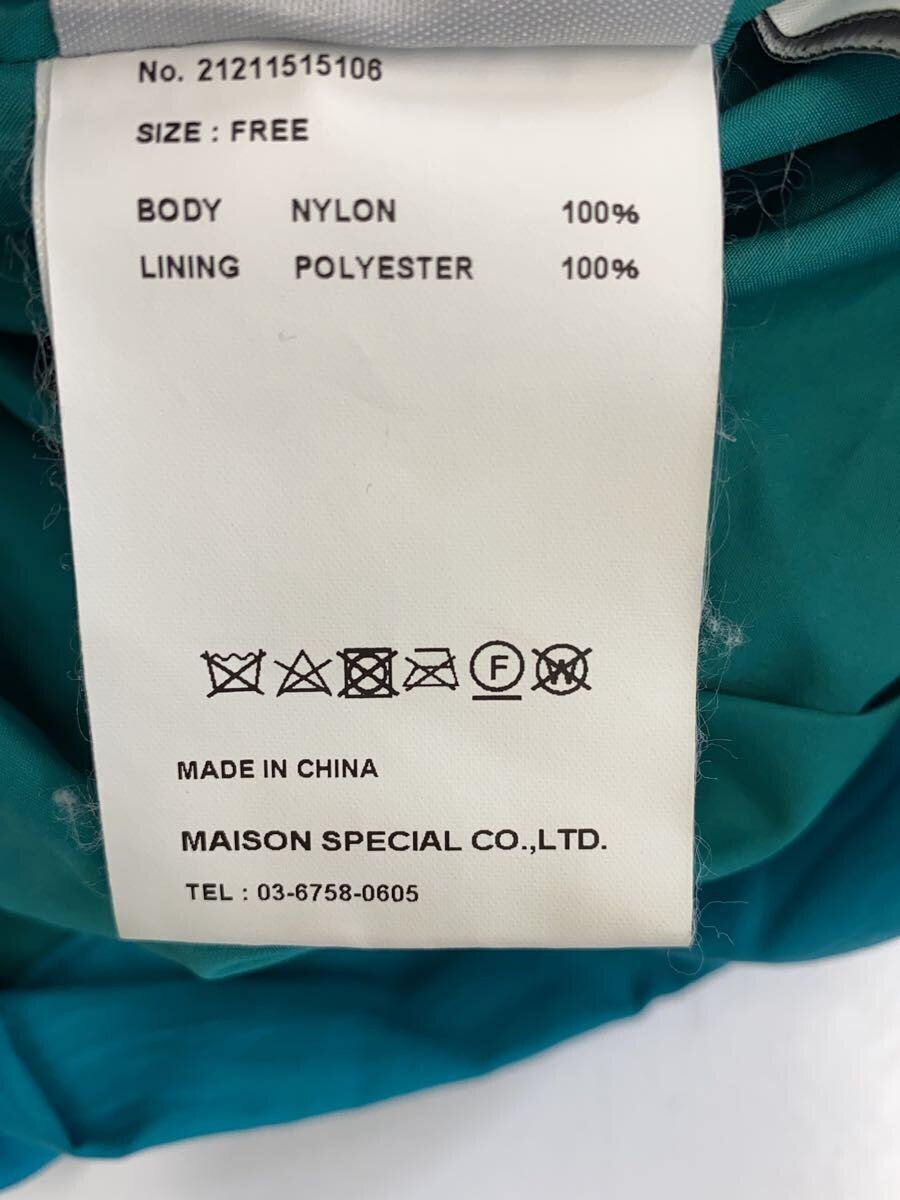 No. 21211515106
SIZE : FREE
BODY NYLON 100%
LINING POLYESTER 100%
F W
MADE IN CHINA
MAISON SPECIAL CO.,LTD.
TEL : 03-6758-0605